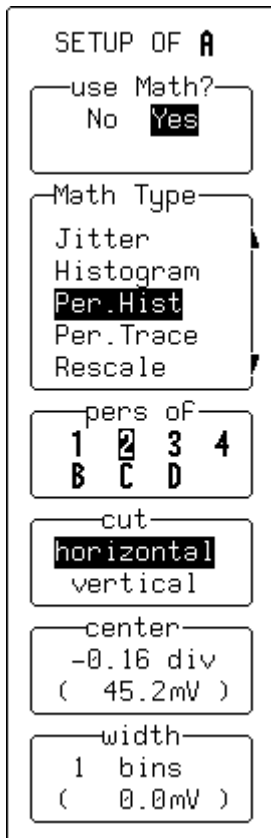 SETUP OF A
use Math?
No Yes
Math Type
Jitter
Histogram
Per.Hist
Per.Trace
Rescale
pers of
1 2 3 4
B C D
cut
horizontal
vertical
center
-0.16 div
( 45.2mV )
width
1 bins
( 0.0mV )